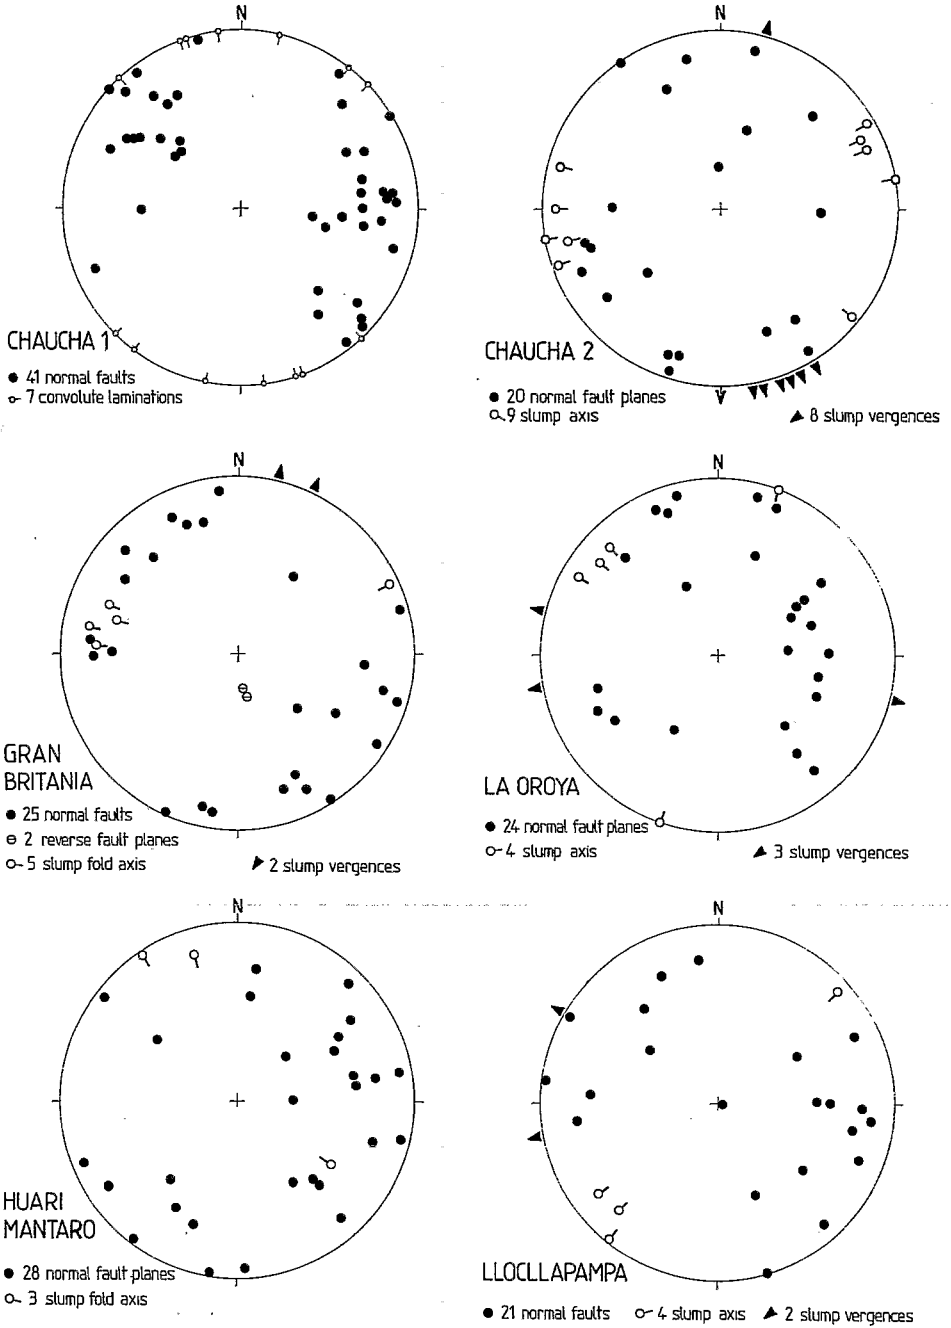 N
CHAUCHA 1
41 normal faults
7 convolute laminations
N
CHAUCHA 2
20 normal fault planes
9 slump axis
8 slump vergences
N
GRAN
BRITANIA
25 normal faults
2 reverse fault planes
5 slump fold axis
2 slump vergences
N
LA OROYA
24 normal fault planes
4 slump axis
3 slump vergences
N
HUARI
MANTARO
28 normal fault planes
3 slump fold axis
N
LLOCLLAPAMPA
21 normal faults
4 slump axis
2 slump vergences